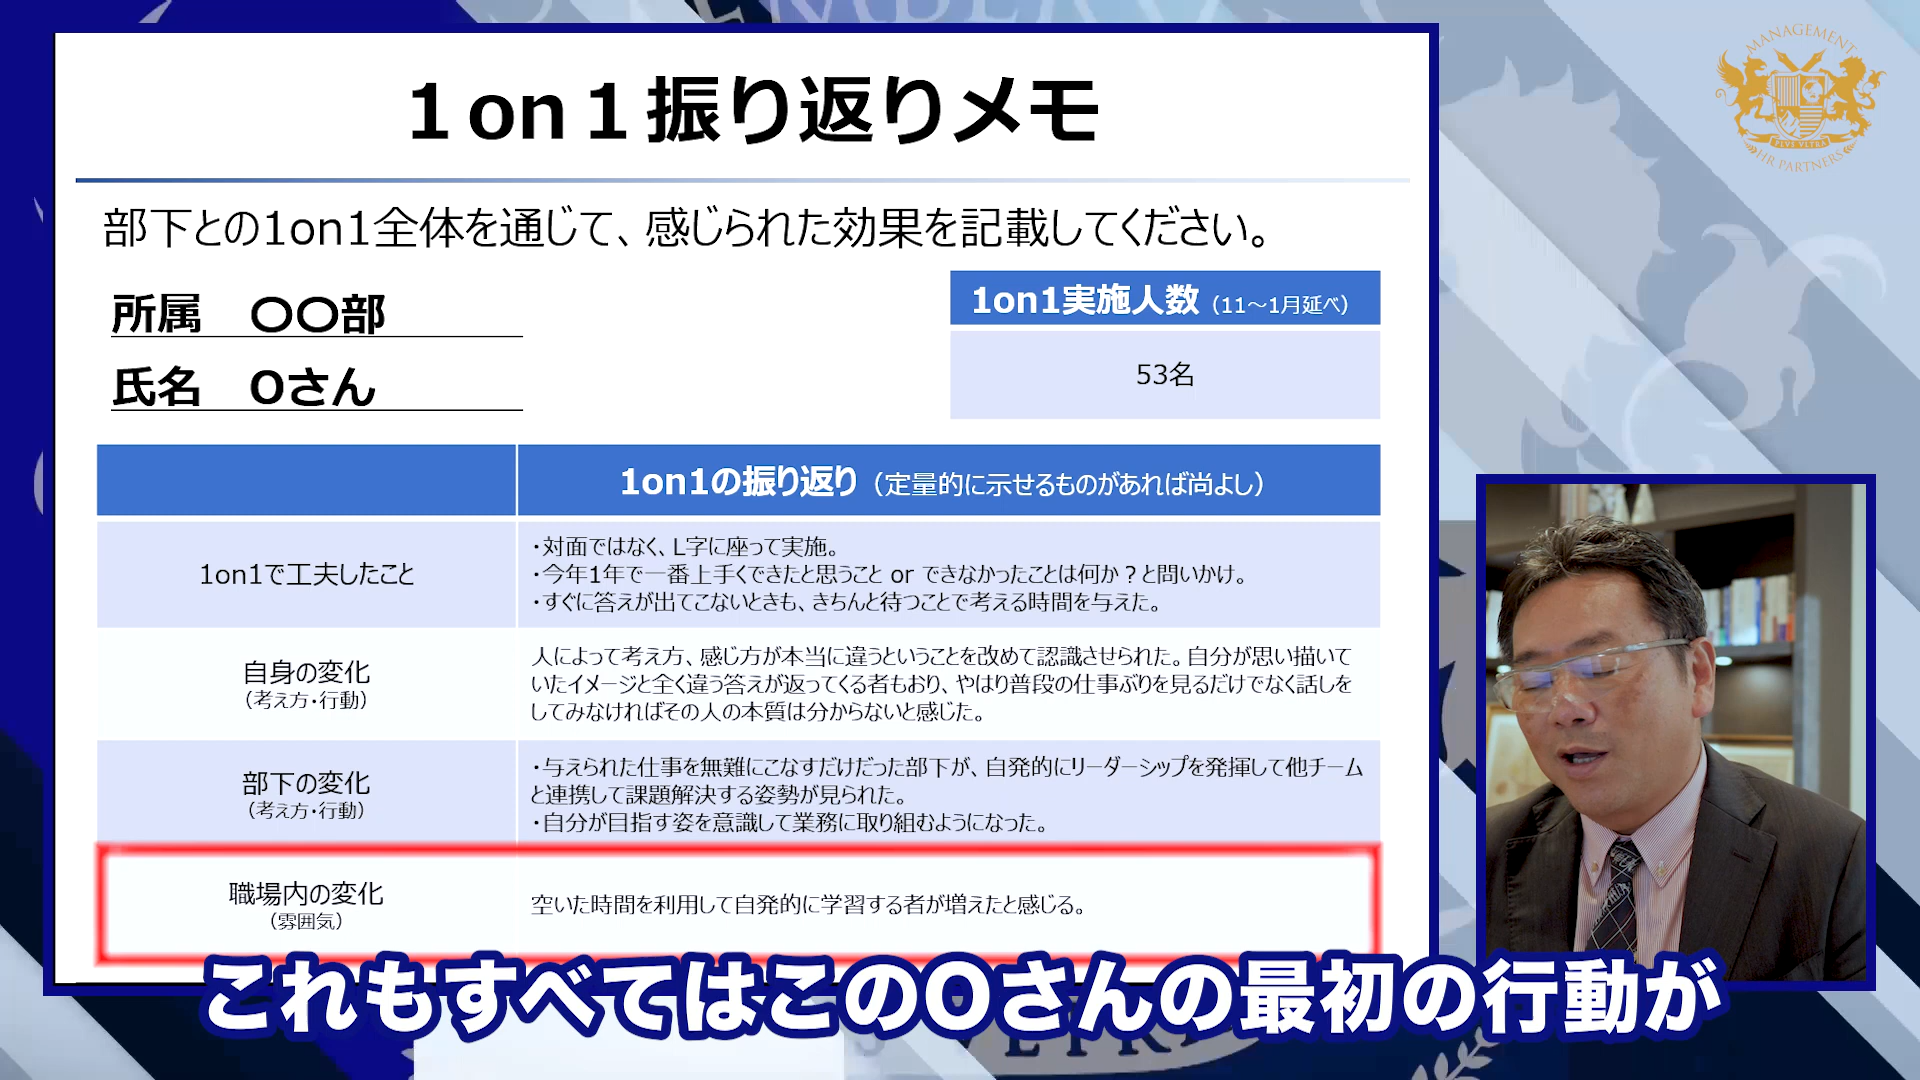 1on1振り返りメモ
部下との1on1全体を通じて、感じられた効果を記載してください。
所属 〇〇部
氏名 Oさん
1on1実施人数（11～1月延べ）
53名
1on1の振り返り（定量的に示せるものがあれば尚よし）
1on1で工夫したこと
・対面ではなく、L字に座って実施。
・今年1年で一番上手くできたと思うこと or できなかったことは何か？と問いかけ。
・すぐに答えが出てこないときも、きちんと待つことで考える時間を与えた。
自身の変化
（考え方・行動）
人によって考え方、感じ方が本当に違うということを改めて認識させられた。自分が思い描いて
いたイメージと全く違う答えが返ってくる者もおり、やはり普段の仕事ぶりを見るだけでなく話しを
してみなければその人の本質は分からないと感じた。
部下の変化
（考え方・行動）
・与えられた仕事を無難にこなすだけだった部下が、自発的にリーダーシップを発揮して他チーム
と連携して課題解決する姿勢が見られた。
・自分が目指す姿を意識して業務に取り組むようになった。
職場内の変化
（雰囲気）
空いた時間を利用して自発的に学習する者が増えたと感じる。
これもすべてはこのOさんの最初の行動が
MANAGEMENT
PLVS VLTRA
HR PARTNERS